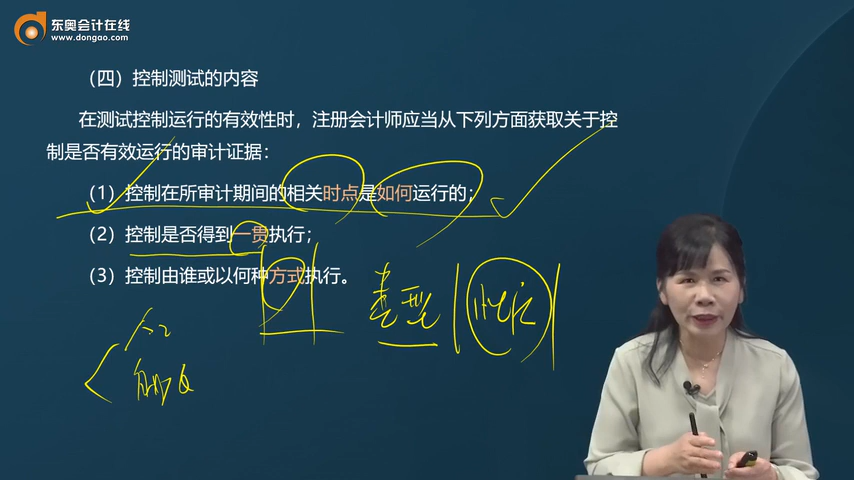 东奥会计在线
www.dongao.com
（四）控制测试的内容
在测试控制运行的有效性时，注册会计师应当从下列方面获取关于控
制是否有效运行的审计证据：
（1）控制在所审计期间的相关时点是如何运行的；
（2）控制是否得到一贯执行；
（3）控制由谁或以何种方式执行。
类型
人工